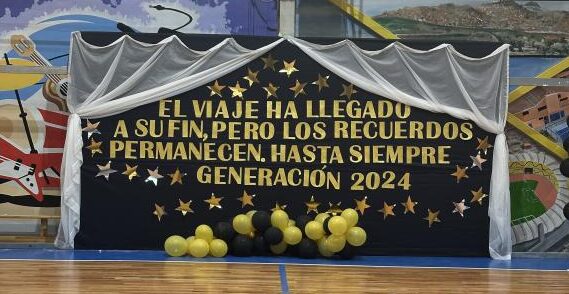 EL VIAJE HA LLEGADO
A SU FIN, PERO LOS RECUERDOS
PERMANECEN. HASTA SIEMPRE
GENERACIÓN 2024